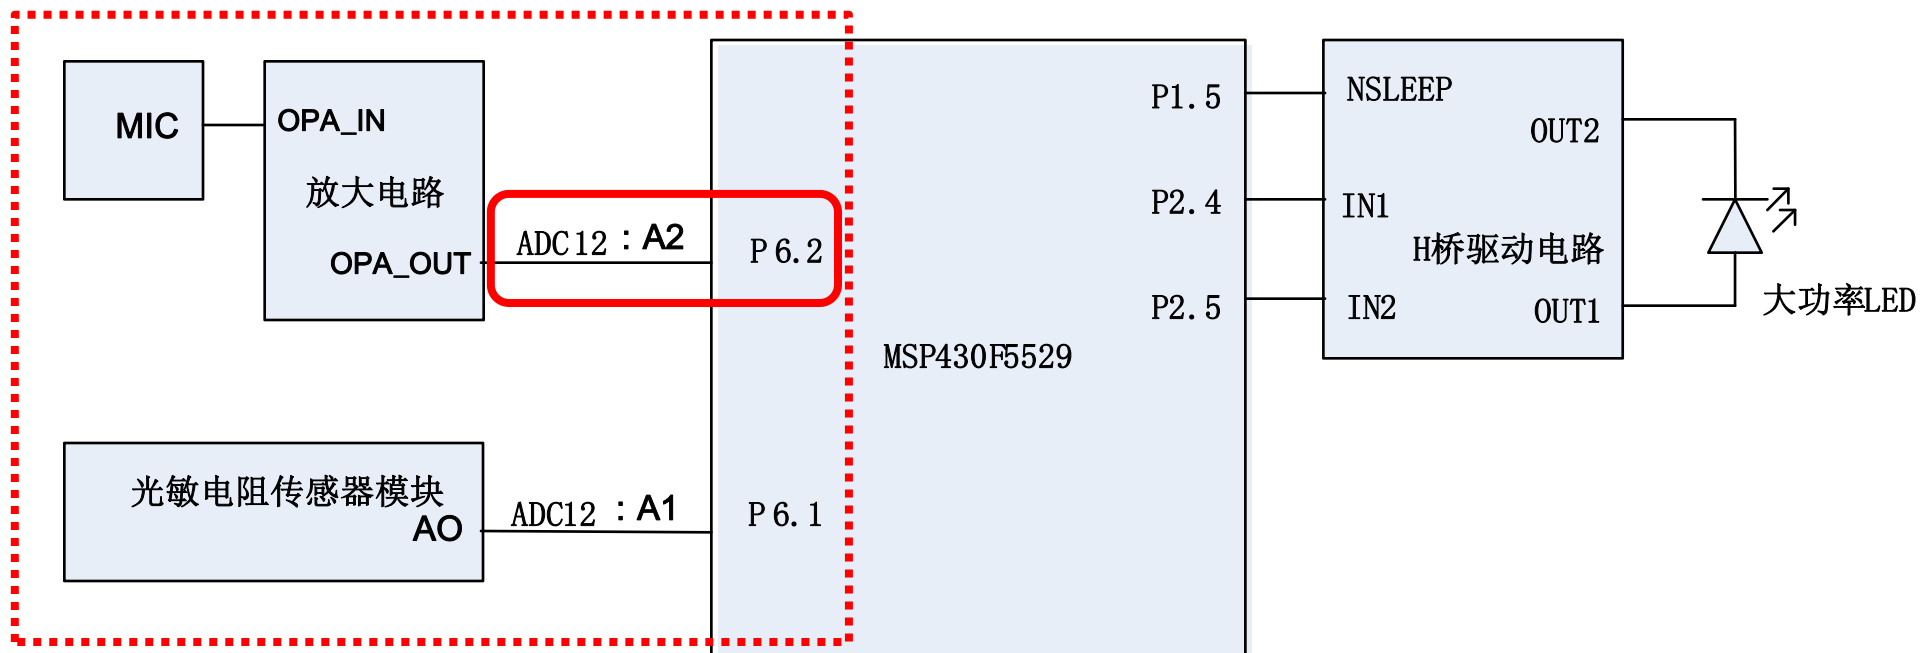 MIC
OPA_IN
放大电路
OPA_OUT
ADC12 : A2
P6.2
光敏电阻传感器模块
AO
ADC12 : A1
P6.1
MSP430F5529
P1.5
P2.4
P2.5
NSLEEP
OUT2
IN1
H桥驱动电路
IN2
OUT1
大功率LED